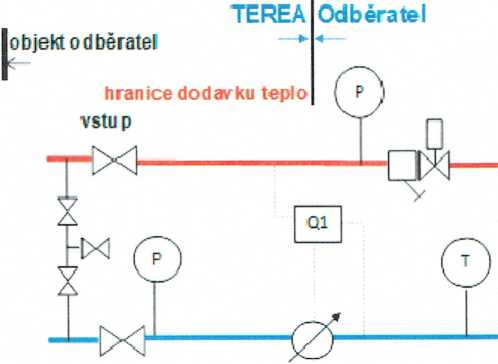 TEREA Odběratel
objekt odběratel
hranice dodavku teplo
vstup
P
Q1
P
T